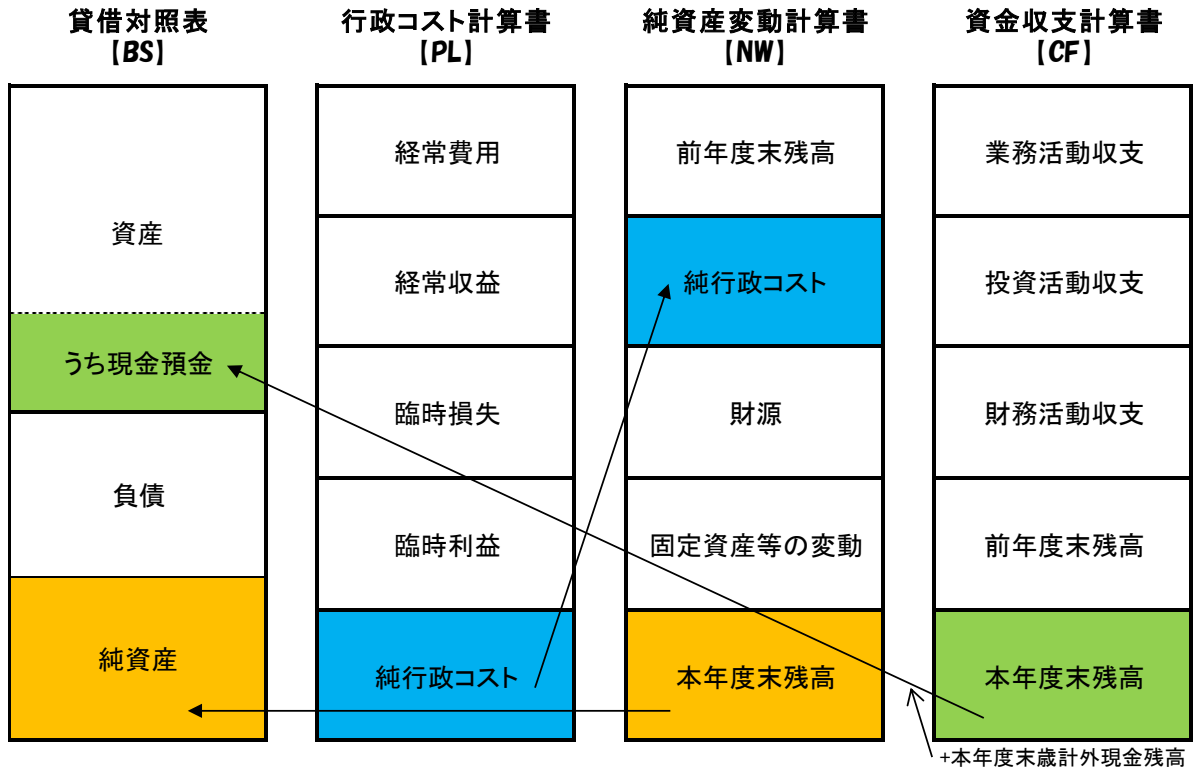 貸借対照表
【BS】
資産
うち現金預金
負債
純資産
行政コスト計算書
【PL】
経常費用
経常収益
臨時損失
臨時利益
純行政コスト
純資産変動計算書
【NW】
前年度末残高
純行政コスト
財源
固定資産等の変動
本年度末残高
資金収支計算書
【CF】
業務活動収支
投資活動収支
財務活動収支
前年度末残高
本年度末残高
+本年度末歳計外現金残高